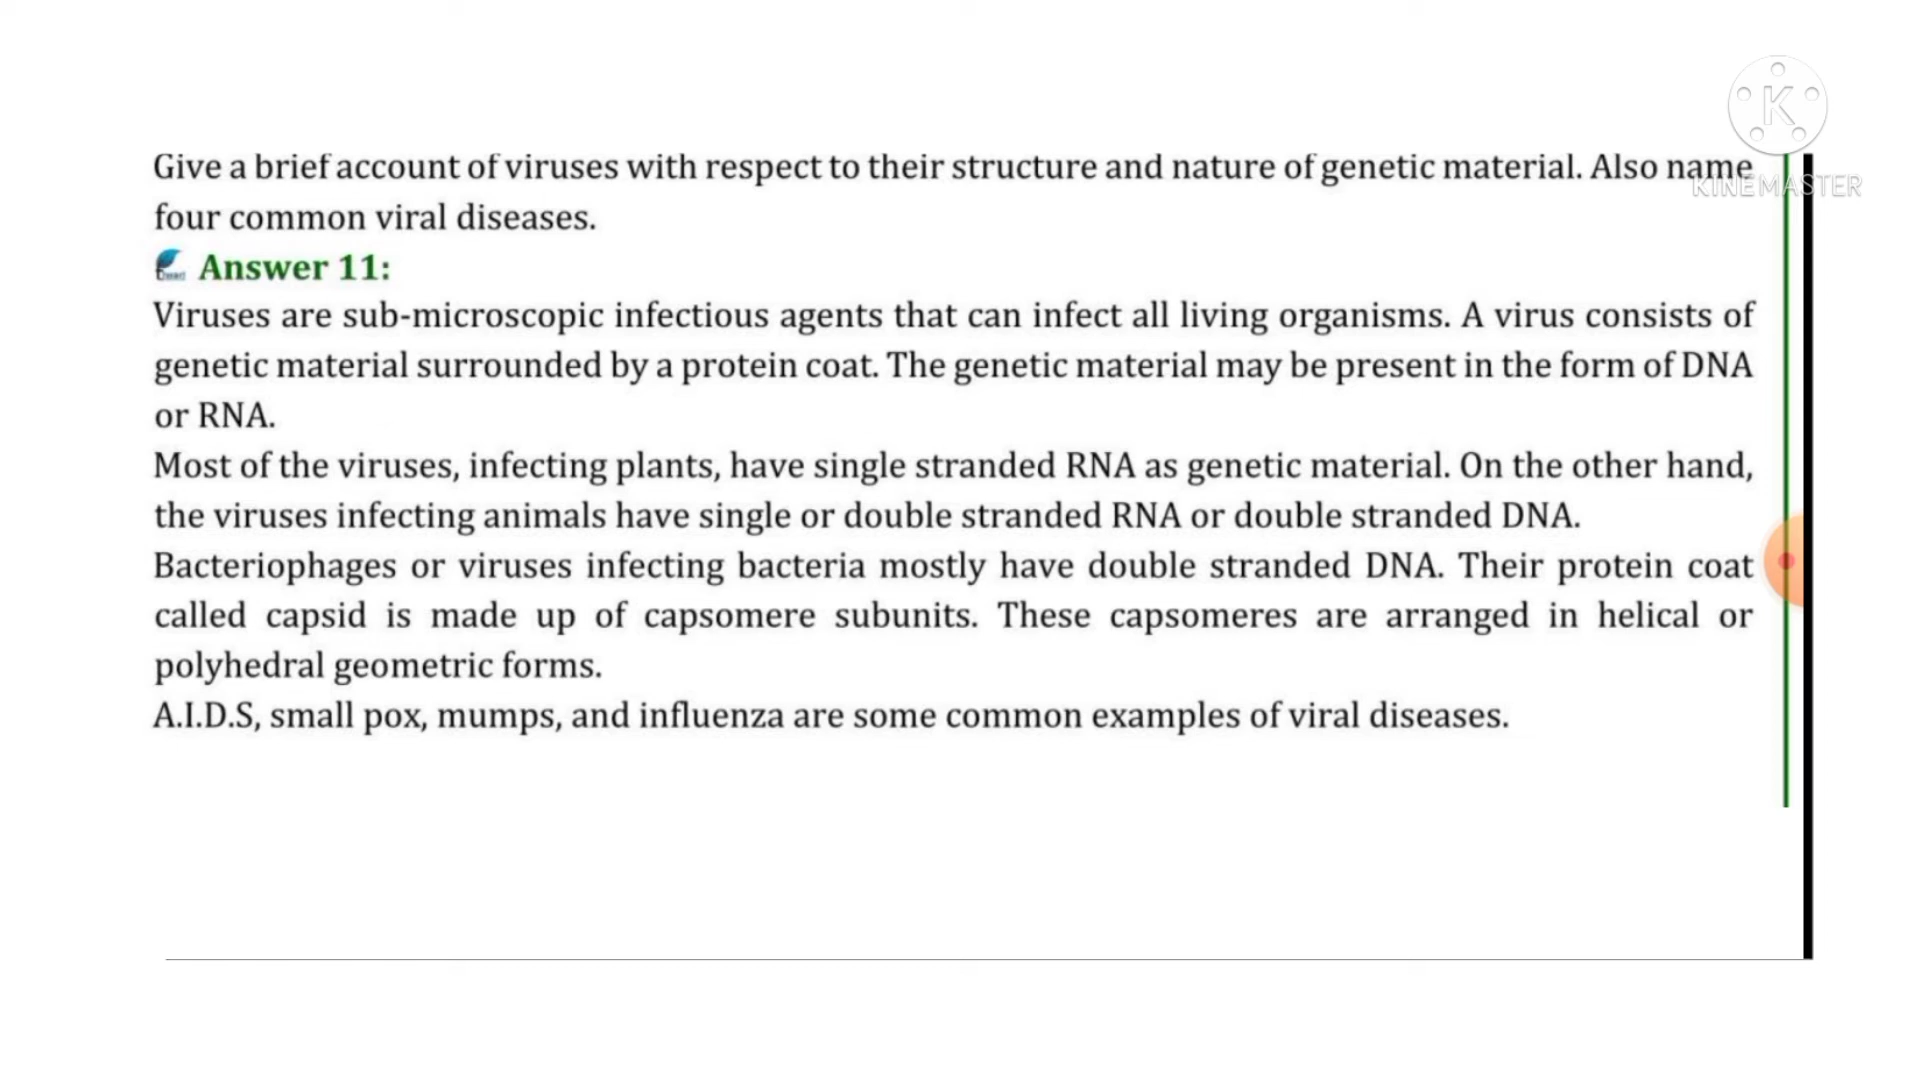 K
KINEMASTER
Give a brief account of viruses with respect to their structure and nature of genetic material. Also name
four common viral diseases.
Answer 11:
Viruses are sub-microscopic infectious agents that can infect all living organisms. A virus consists of
genetic material surrounded by a protein coat. The genetic material may be present in the form of DNA
or RNA.
Most of the viruses, infecting plants, have single stranded RNA as genetic material. On the other hand,
the viruses infecting animals have single or double stranded RNA or double stranded DNA.
Bacteriophages or viruses infecting bacteria mostly have double stranded DNA. Their protein coat
called capsid is made up of capsomere subunits. These capsomeres are arranged in helical or
polyhedral geometric forms.
A.I.D.S, small pox, mumps, and influenza are some common examples of viral diseases.